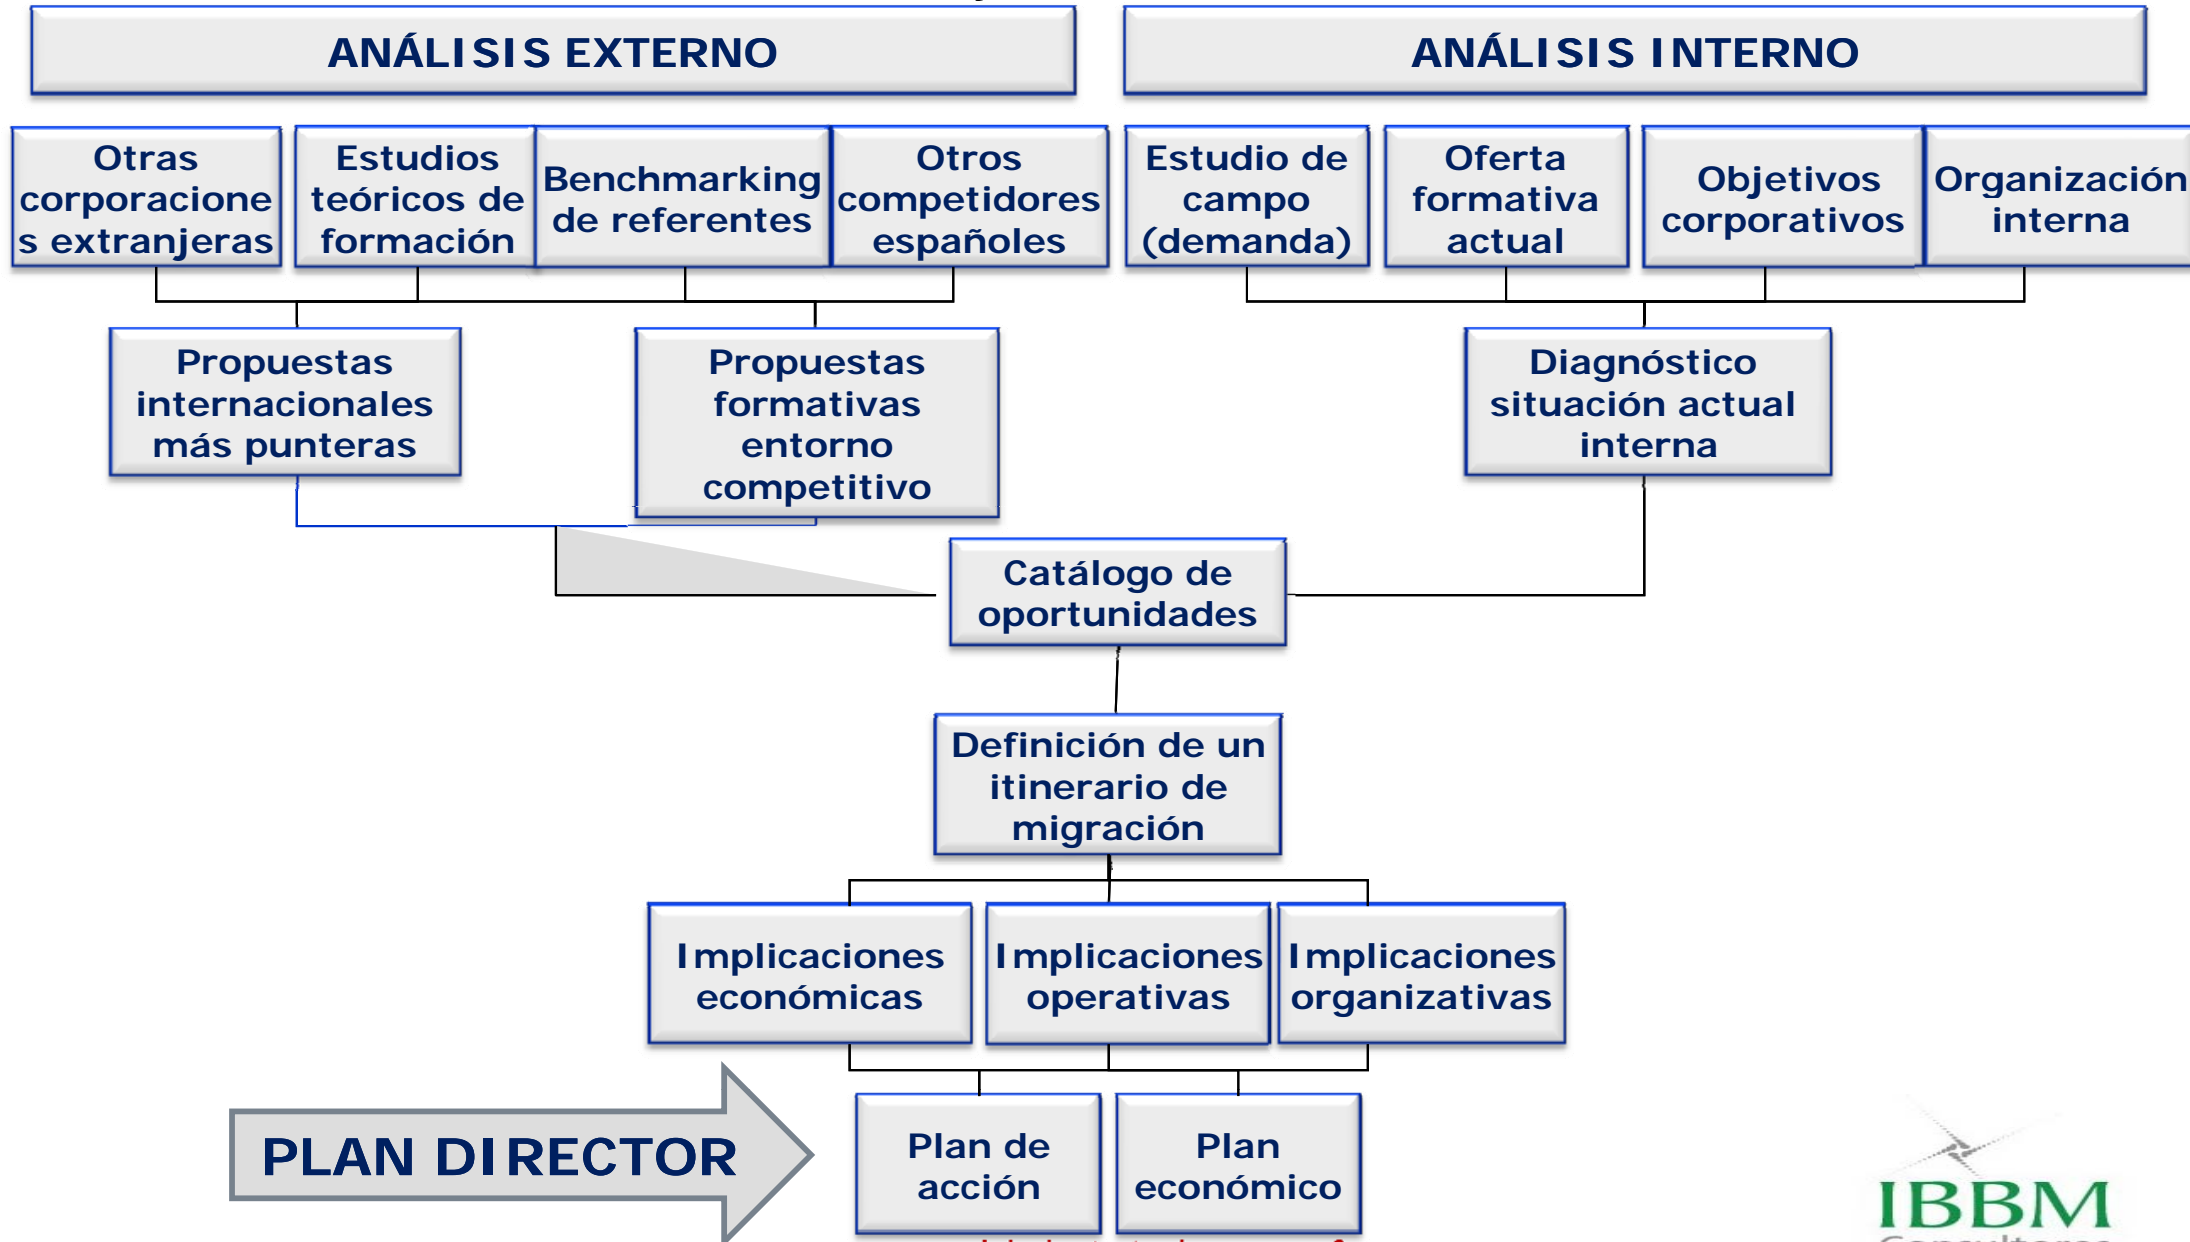 ANÁLISIS EXTERNO
ANÁLISIS INTERNO
Otras
corporacione
s extranjeras
Estudios
teóricos de
formación
Benchmarking
de referentes
Otros
competidores
españoles
Estudio de
campo
(demanda)
Oferta
formativa
actual
Objetivos
corporativos
Organización
interna
Propuestas
internacionales
más punteras
Propuestas
formativas
entorno
competitivo
Diagnóstico
situación actual
interna
Catálogo de
oportunidades
Definición de un
itinerario de
migración
Implicaciones
económicas
Implicaciones
operativas
Implicaciones
organizativas
PLAN DIRECTOR
Plan de
acción
Plan
económico
IBBM
Consultores